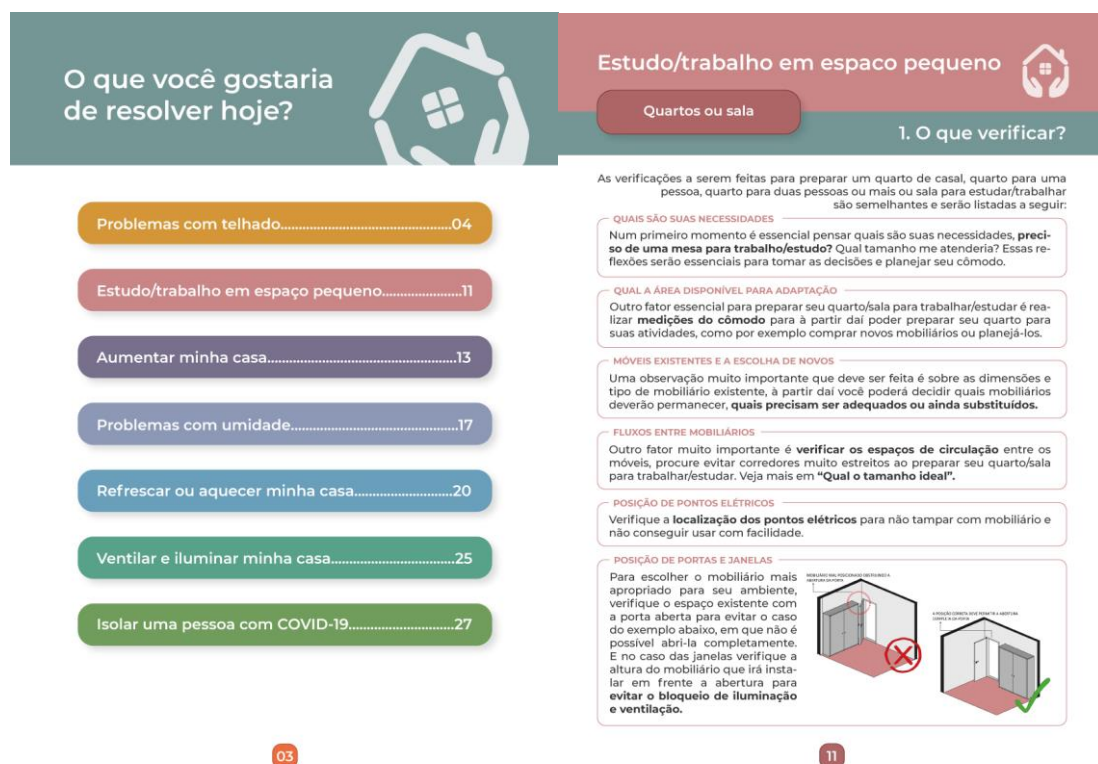 O que você gostaria
de resolver hoje?
Problemas com telhado..................................................04
Estudo/trabalho em espaço pequeno.......................11
Aumentar minha casa.....................................................13
Problemas com umidade...............................................17
Refrescar ou aquecer minha casa............................20
Ventilar e iluminar minha casa...................................25
Isolar uma pessoa com COVID-19..............................27
03
Estudo/trabalho em espaco pequeno
Quartos ou sala
1. O que verificar?
As verificações a serem feitas para preparar um quarto de casal, quarto para uma
pessoa, quarto para duas pessoas ou mais ou sala para estudar/trabalhar
são semelhantes e serão listadas a seguir:
QUAIS SÃO SUAS NECESSIDADES
Num primeiro momento é essencial pensar quais são suas necessidades, preci-
so de uma mesa para trabalho/estudo? Qual tamanho me atenderia? Essas re-
flexões serão essenciais para tomar as decisões e planejar seu cômodo.
QUAL A ÁREA DISPONÍVEL PARA ADAPTAÇÃO
Outro fator essencial para preparar seu quarto/sala para trabalhar/estudar é rea-
lizar medições do cômodo para à partir daí poder preparar seu quarto para
suas atividades, como por exemplo comprar novos mobiliários ou planejá-los.
MÓVEIS EXISTENTES E A ESCOLHA DE NOVOS
Uma observação muito importante que deve ser feita é sobre as dimensões e
tipo de mobiliário existente, à partir daí você poderá decidir quais mobiliários
deverão permanecer, quais precisam ser adequados ou ainda substituídos.
FLUXOS ENTRE MOBILIÁRIOS
Outro fator muito importante é verificar os espaços de circulação entre os
móveis, procure evitar corredores muito estreitos ao preparar seu quarto/sala
para trabalhar/estudar. Veja mais em “Qual o tamanho ideal”.
POSIÇÃO DE PONTOS ELÉTRICOS
Verifique a localização dos pontos elétricos para não tampar com mobiliário e
não conseguir usar com facilidade.
POSIÇÃO DE PORTAS E JANELAS
Para escolher o mobiliário mais
apropriado para seu ambiente,
verifique o espaço existente com
a porta aberta para evitar o caso
do exemplo abaixo, em que não é
possível abri-la completamente.
E no caso das janelas verifique a
altura do mobiliário que irá insta-
lar em frente a abertura para
evitar o bloqueio de iluminação
e ventilação.
MOBILIÁRIO MAL POSICIONADO OBSTRUINDO A
ABERTURA DA PORTA
A POSIÇÃO CORRETA DEVE PERMITIR A ABERTURA
COMPLETA DA PORTA
11